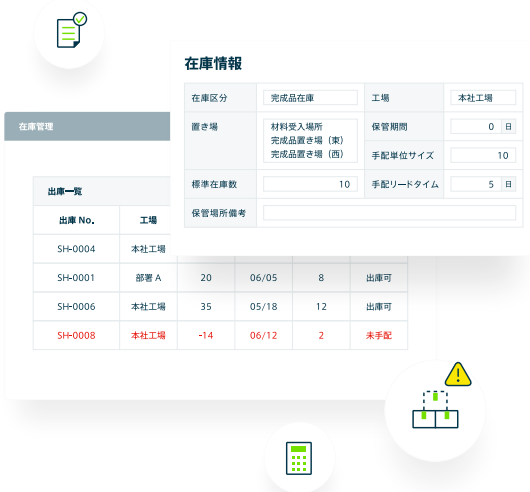 在庫情報
在庫区分 完成品在庫 工場 本社工場
置き場 材料受入場所 保管期間 0 日
完成品置き場（東）
完成品置き場（西） 手配単位サイズ 10
標準在庫数 10 手配リードタイム 5 日
保管場所備考
在庫管理
出庫一覧
出庫 No. 工場
SH-0004 本社工場
SH-0001 部署 A 20 06/05 8 出庫可
SH-0006 本社工場 35 05/18 12 出庫可
SH-0008 本社工場 -14 06/12 2 未手配